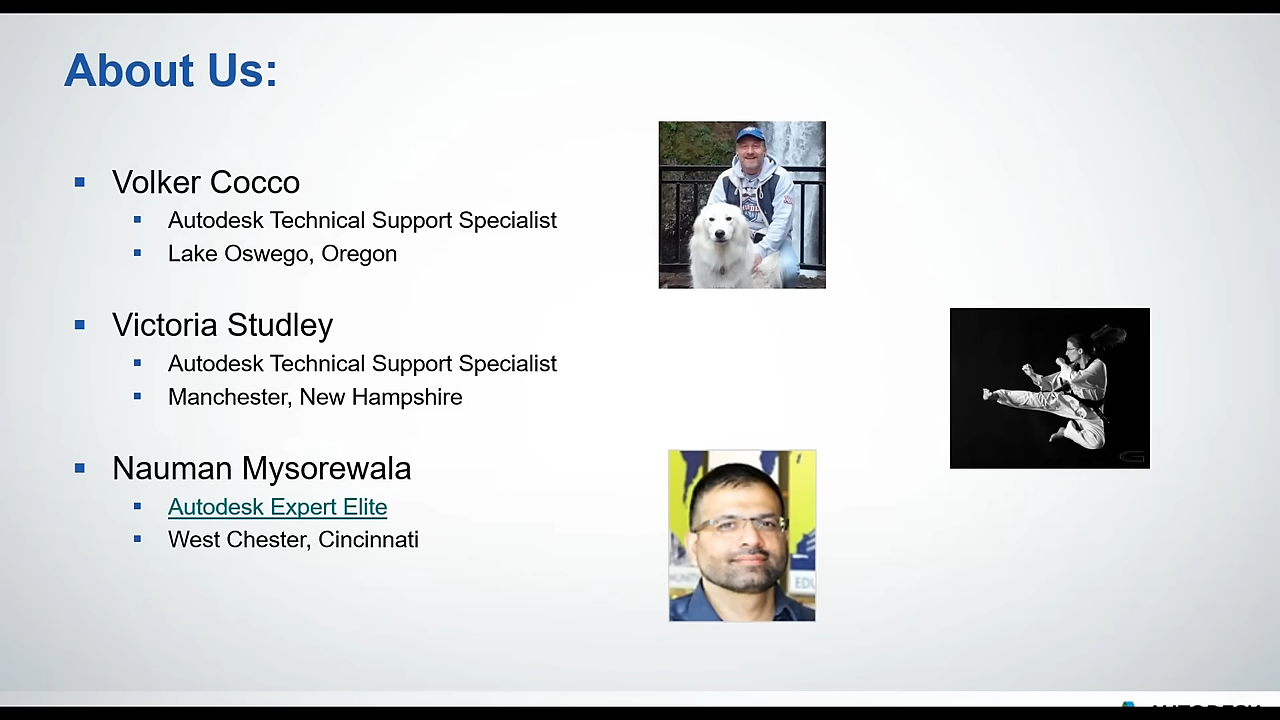 About Us:
Volker Cocco
Autodesk Technical Support Specialist
Lake Oswego, Oregon
Victoria Studley
Autodesk Technical Support Specialist
Manchester, New Hampshire
Nauman Mysorewala
Autodesk Expert Elite
West Chester, Cincinnati
EDU
AUTODESK